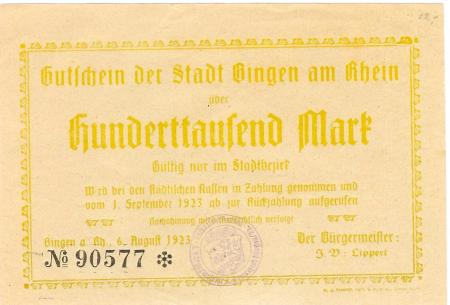 12,-
Gutschein der Stadt Bingen am Rhein
über
Hunderttausend Mark
Gültig nur im Stadtbezirk
Wird bei den städtischen Kassen in Zahlung genommen und
vom 1. September 1923 ab zur Rückzahlung aufgerufen
Nachahmung wird strafrechtlich verfolgt
Bingen a. Rh., 6. August 1923
Der Bürgermeister:
J. V: Lippert
№ 90577 ✻